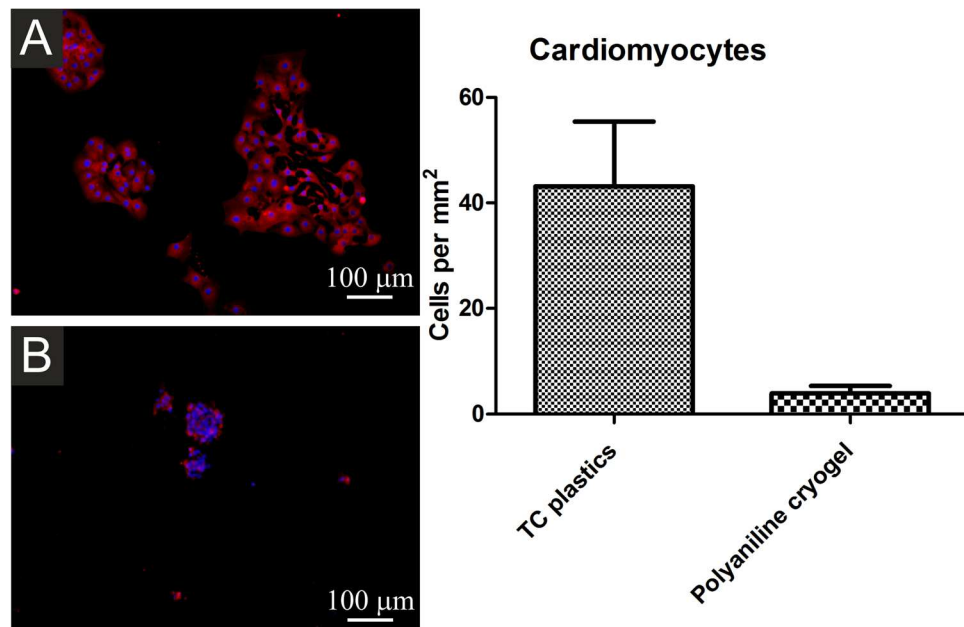 A
100 μm
B
100 μm
Cardiomyocytes
Cells per mm²
60
40
20
0
TC plastics
Polyaniline cryogel